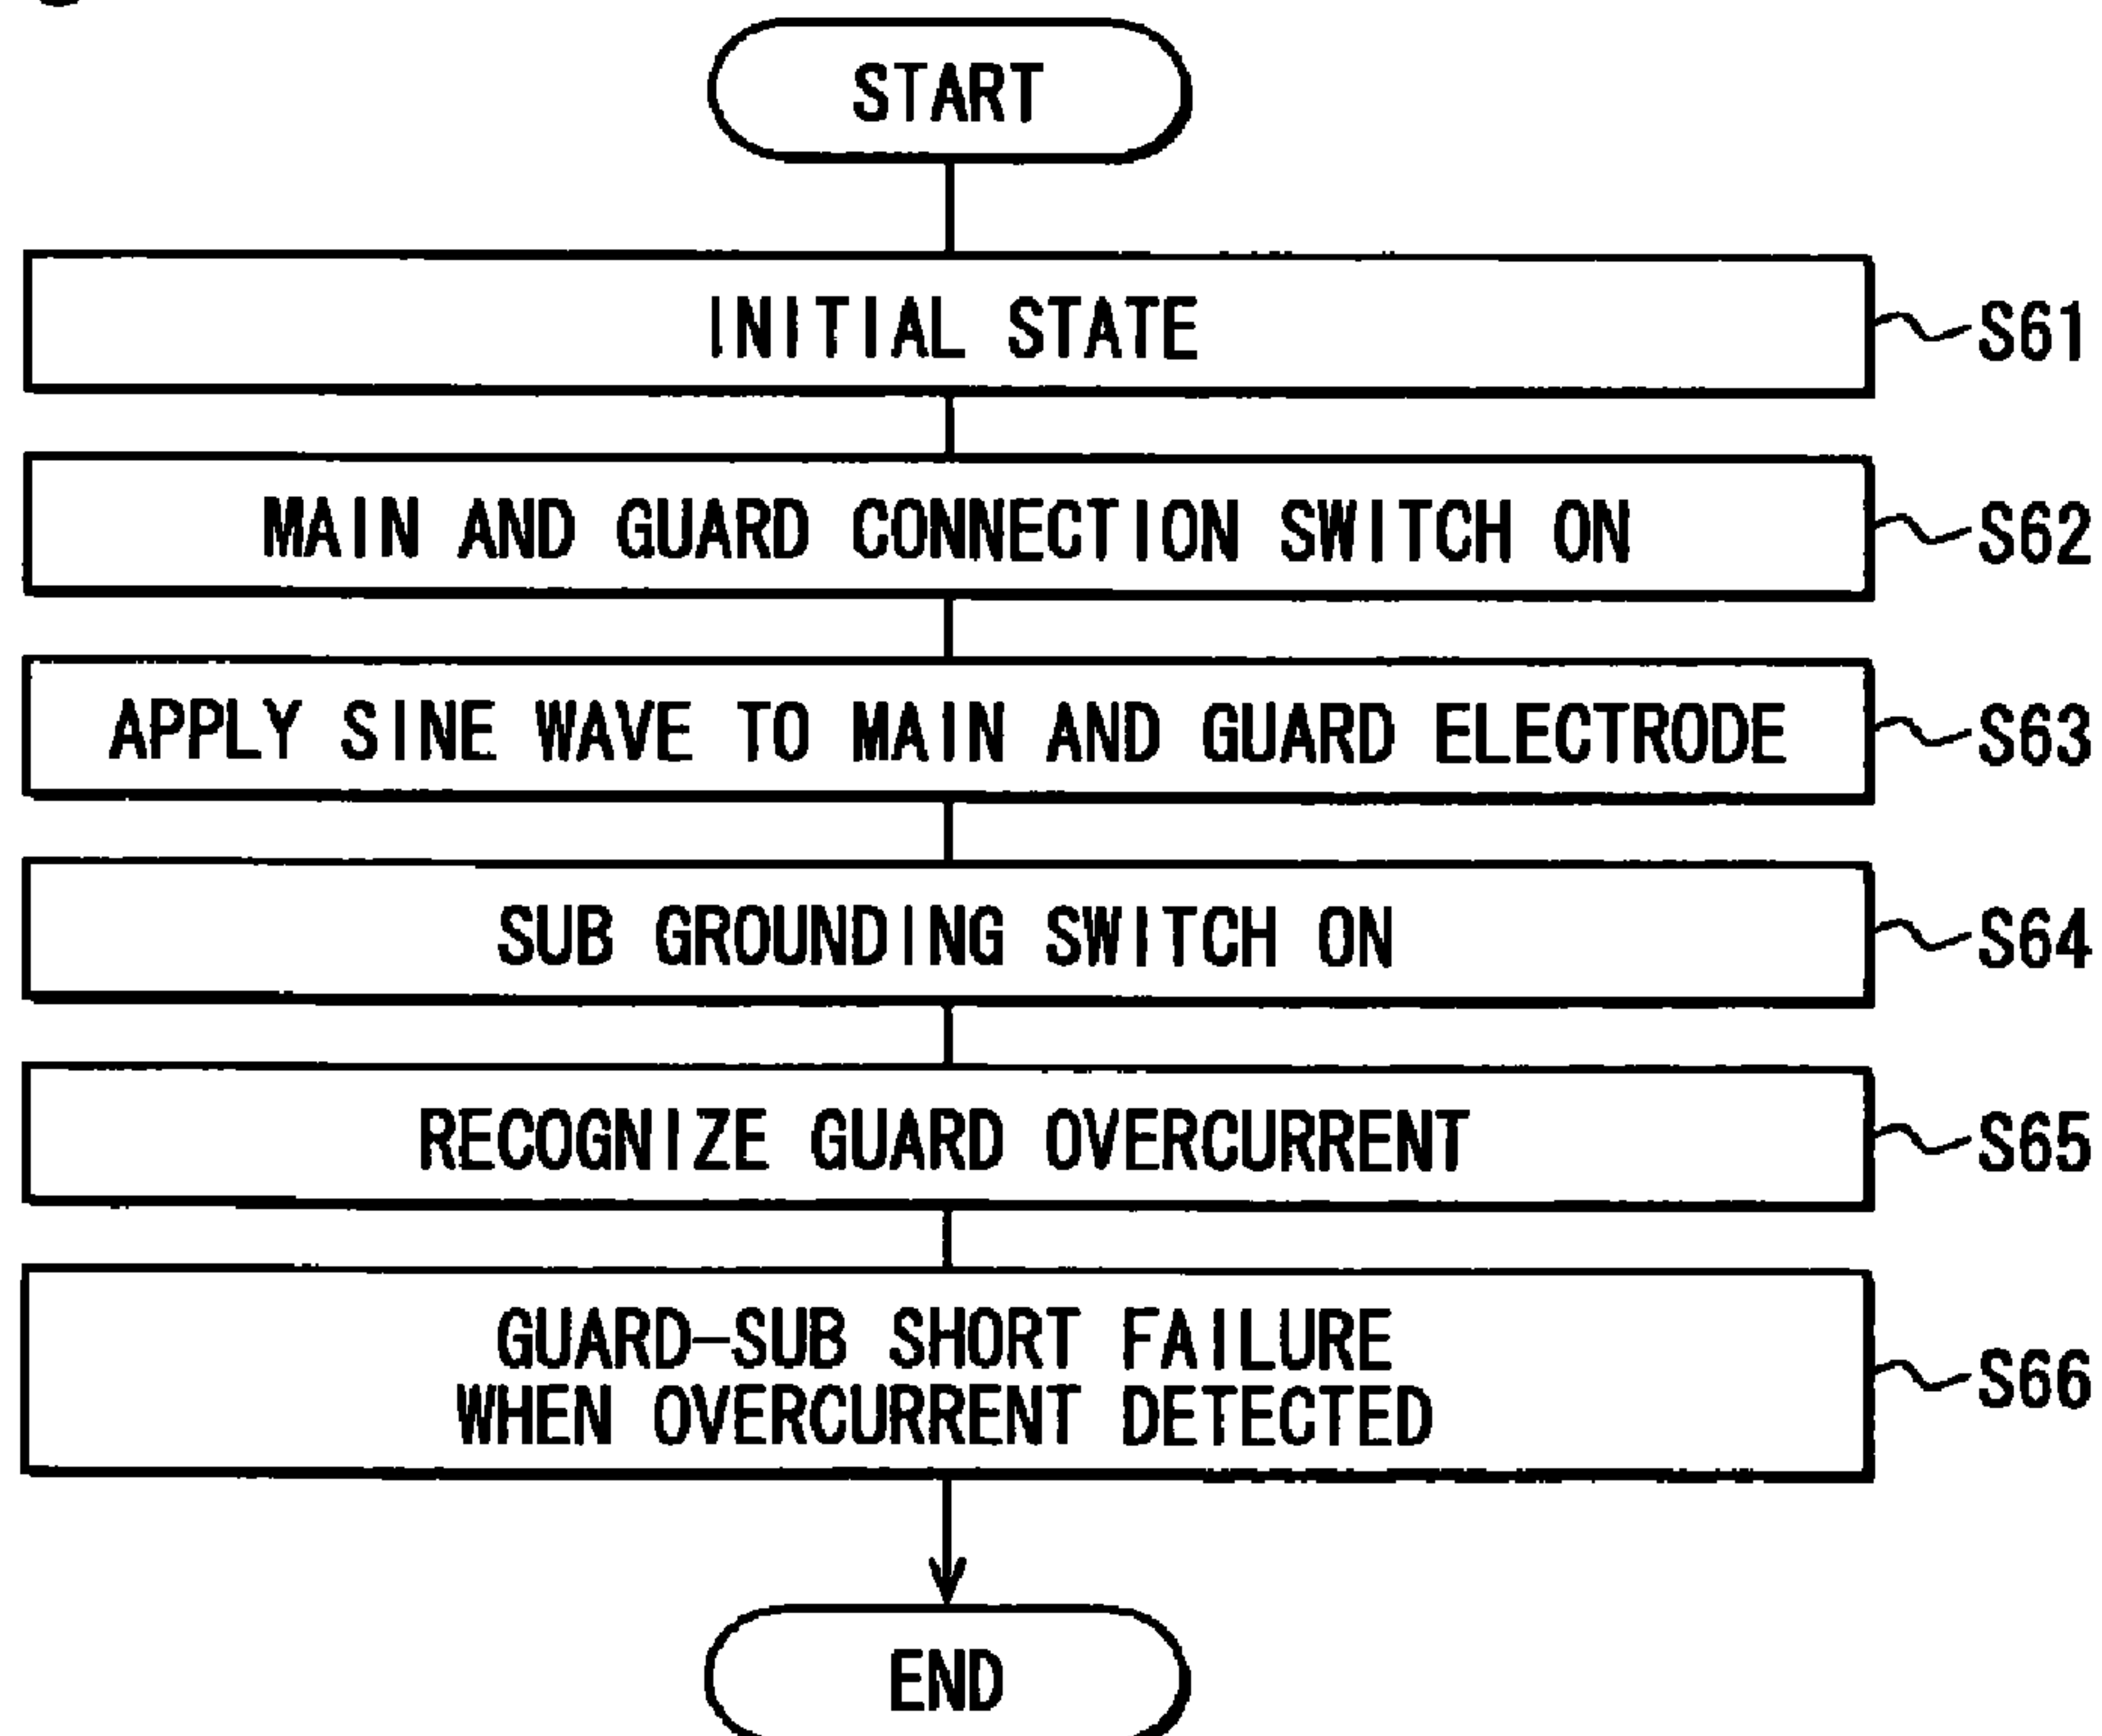 START
INITIAL STATE
S61
MAIN AND GUARD CONNECTION SWITCH ON
S62
APPLY SINE WAVE TO MAIN AND GUARD ELECTRODE
S63
SUB GROUNDING SWITCH ON
S64
RECOGNIZE GUARD OVERCURRENT
S65
GUARD-SUB SHORT FAILURE
WHEN OVERCURRENT DETECTED
S66
END